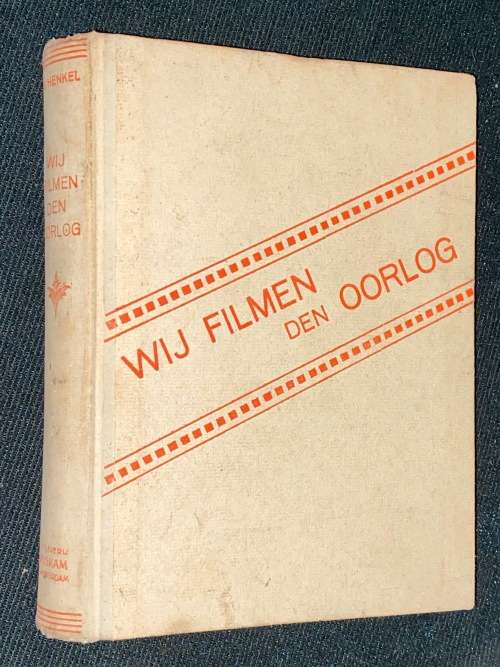 HENKEL
WIJ
FILMEN
DEN
OORLOG
WIJ FILMEN
DEN OORLOG